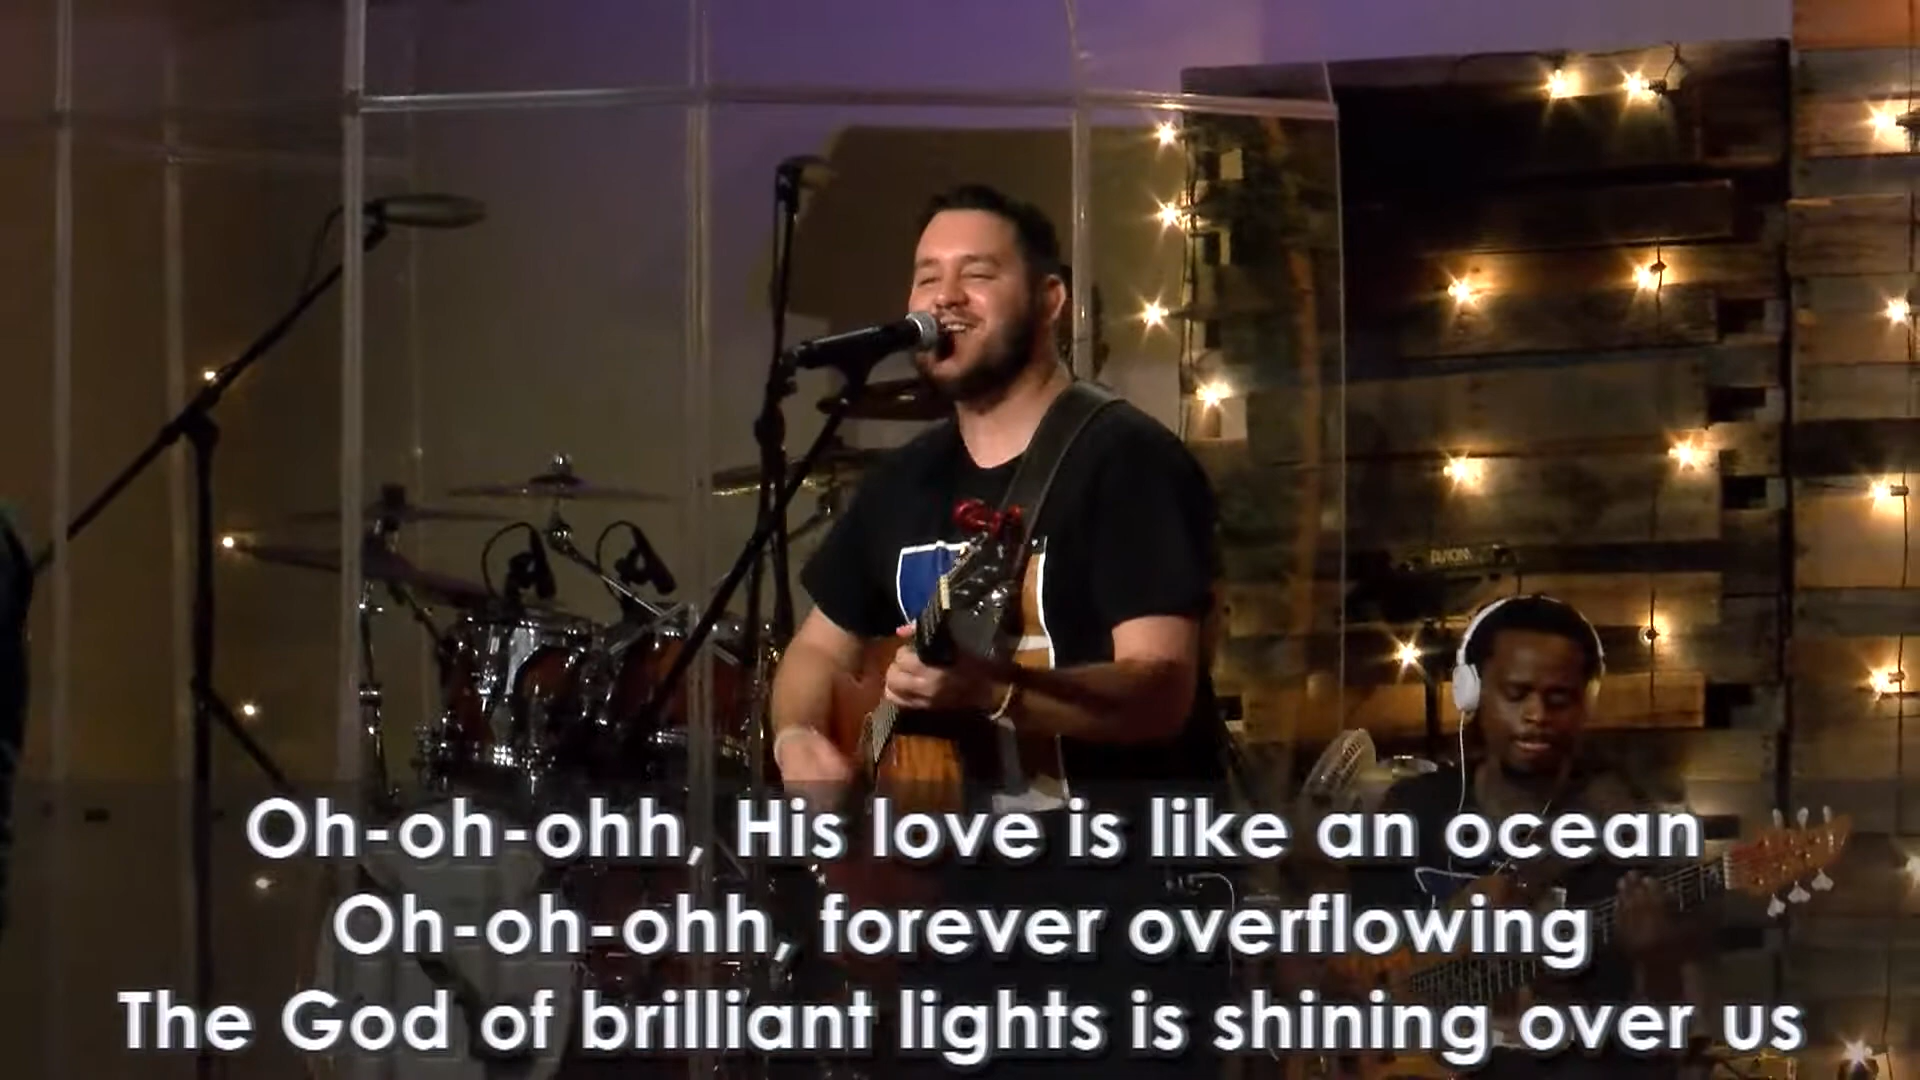 AVIOM
Oh-oh-ohh, His love is like an ocean
Oh-oh-ohh, forever overflowing
The God of brilliant lights is shining over us